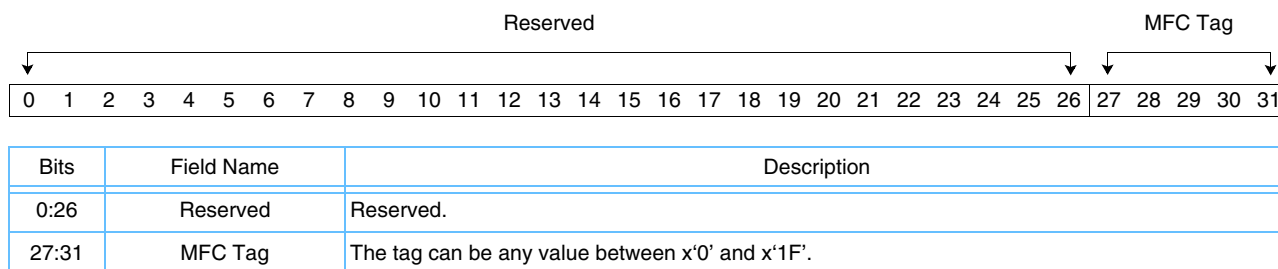 Reserved MFC Tag
0 1 2 3 4 5 6 7 8 9 10 11 12 13 14 15 16 17 18 19 20 21 22 23 24 25 26 27 28 29 30 31
Bits Field Name Description
0:26 Reserved Reserved.
27:31 MFC Tag The tag can be any value between x‘0’ and x‘1F’.